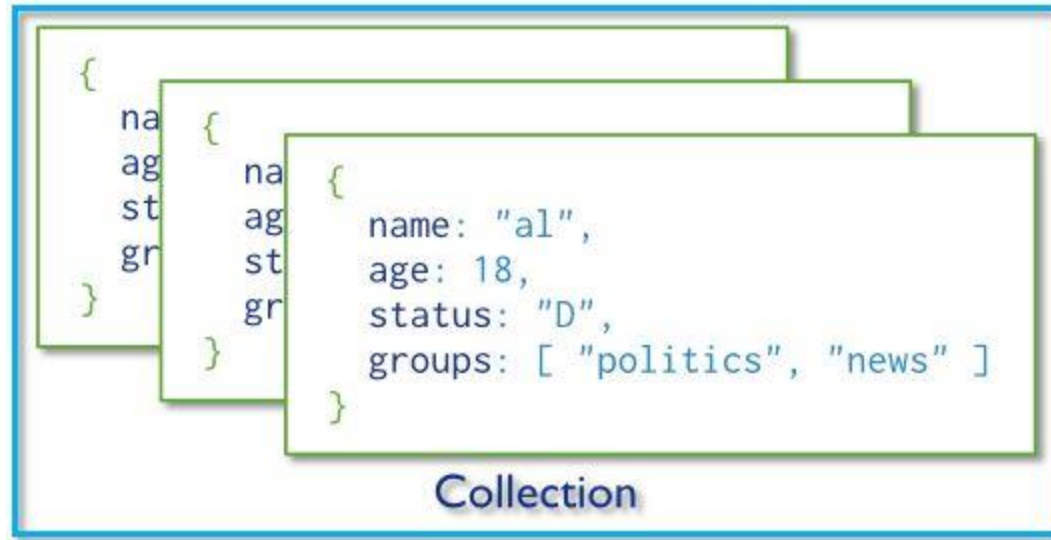 {
na
ag
st
gr
}
{
na
ag
st
gr
}
{
name: "al",
age: 18,
status: "D",
groups: [ "politics", "news" ]
}
Collection